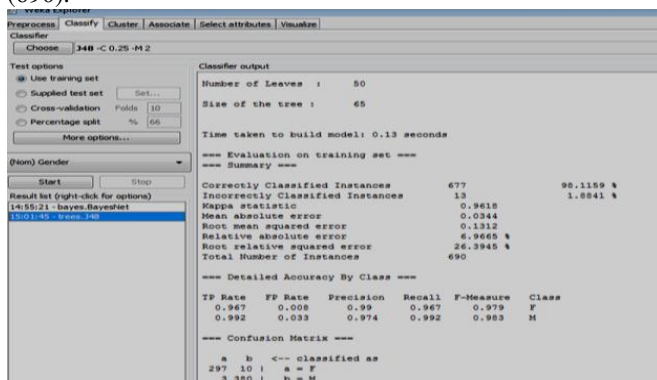 (690).
Weka Explorer
Preprocess Classify Cluster Associate Select attributes Visualize
Classifier
Choose J48 -C 0.25 -M 2
Test options
Use training set
Supplied test set Set...
Cross-validation Folds 10
Percentage split % 66
More options...
(Nom) Gender
Start Stop
Result list (right-click for options)
14:55:21 - bayes.BayesNet
15:01:45 - trees.J48
Classifier output
Number of Leaves : 50
Size of the tree : 65
Time taken to build model: 0.13 seconds
=== Evaluation on training set ===
=== Summary ===
Correctly Classified Instances 677 98.1159 %
Incorrectly Classified Instances 13 1.8841 %
Kappa statistic 0.9618
Mean absolute error 0.0344
Root mean squared error 0.1312
Relative absolute error 6.9665 %
Root relative squared error 26.3945 %
Total Number of Instances 690
=== Detailed Accuracy By Class ===
TP Rate FP Rate Precision Recall F-Measure Class
0.967 0.008 0.99 0.967 0.979 F
0.992 0.033 0.974 0.992 0.983 M
=== Confusion Matrix ===
a b <-- classified as
297 10 | a = F
3 380 | b = M